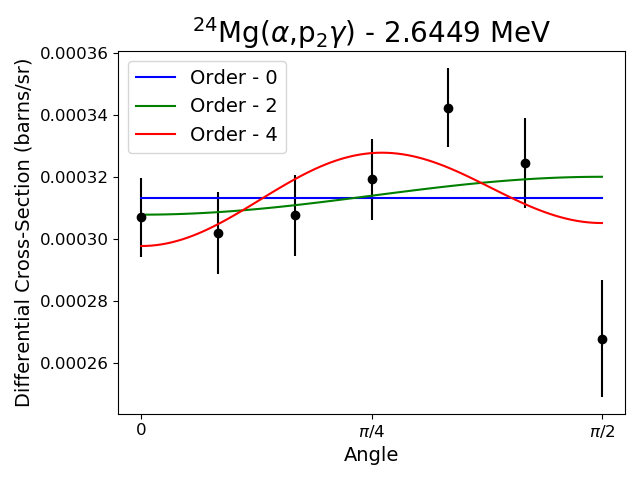 ²⁴Mg(α,p₂γ) - 2.6449 MeV
Differential Cross-Section (barns/sr)
0.00036
0.00034
0.00032
0.00030
0.00028
0.00026
Order - 0
Order - 2
Order - 4
0
π/4
π/2
Angle